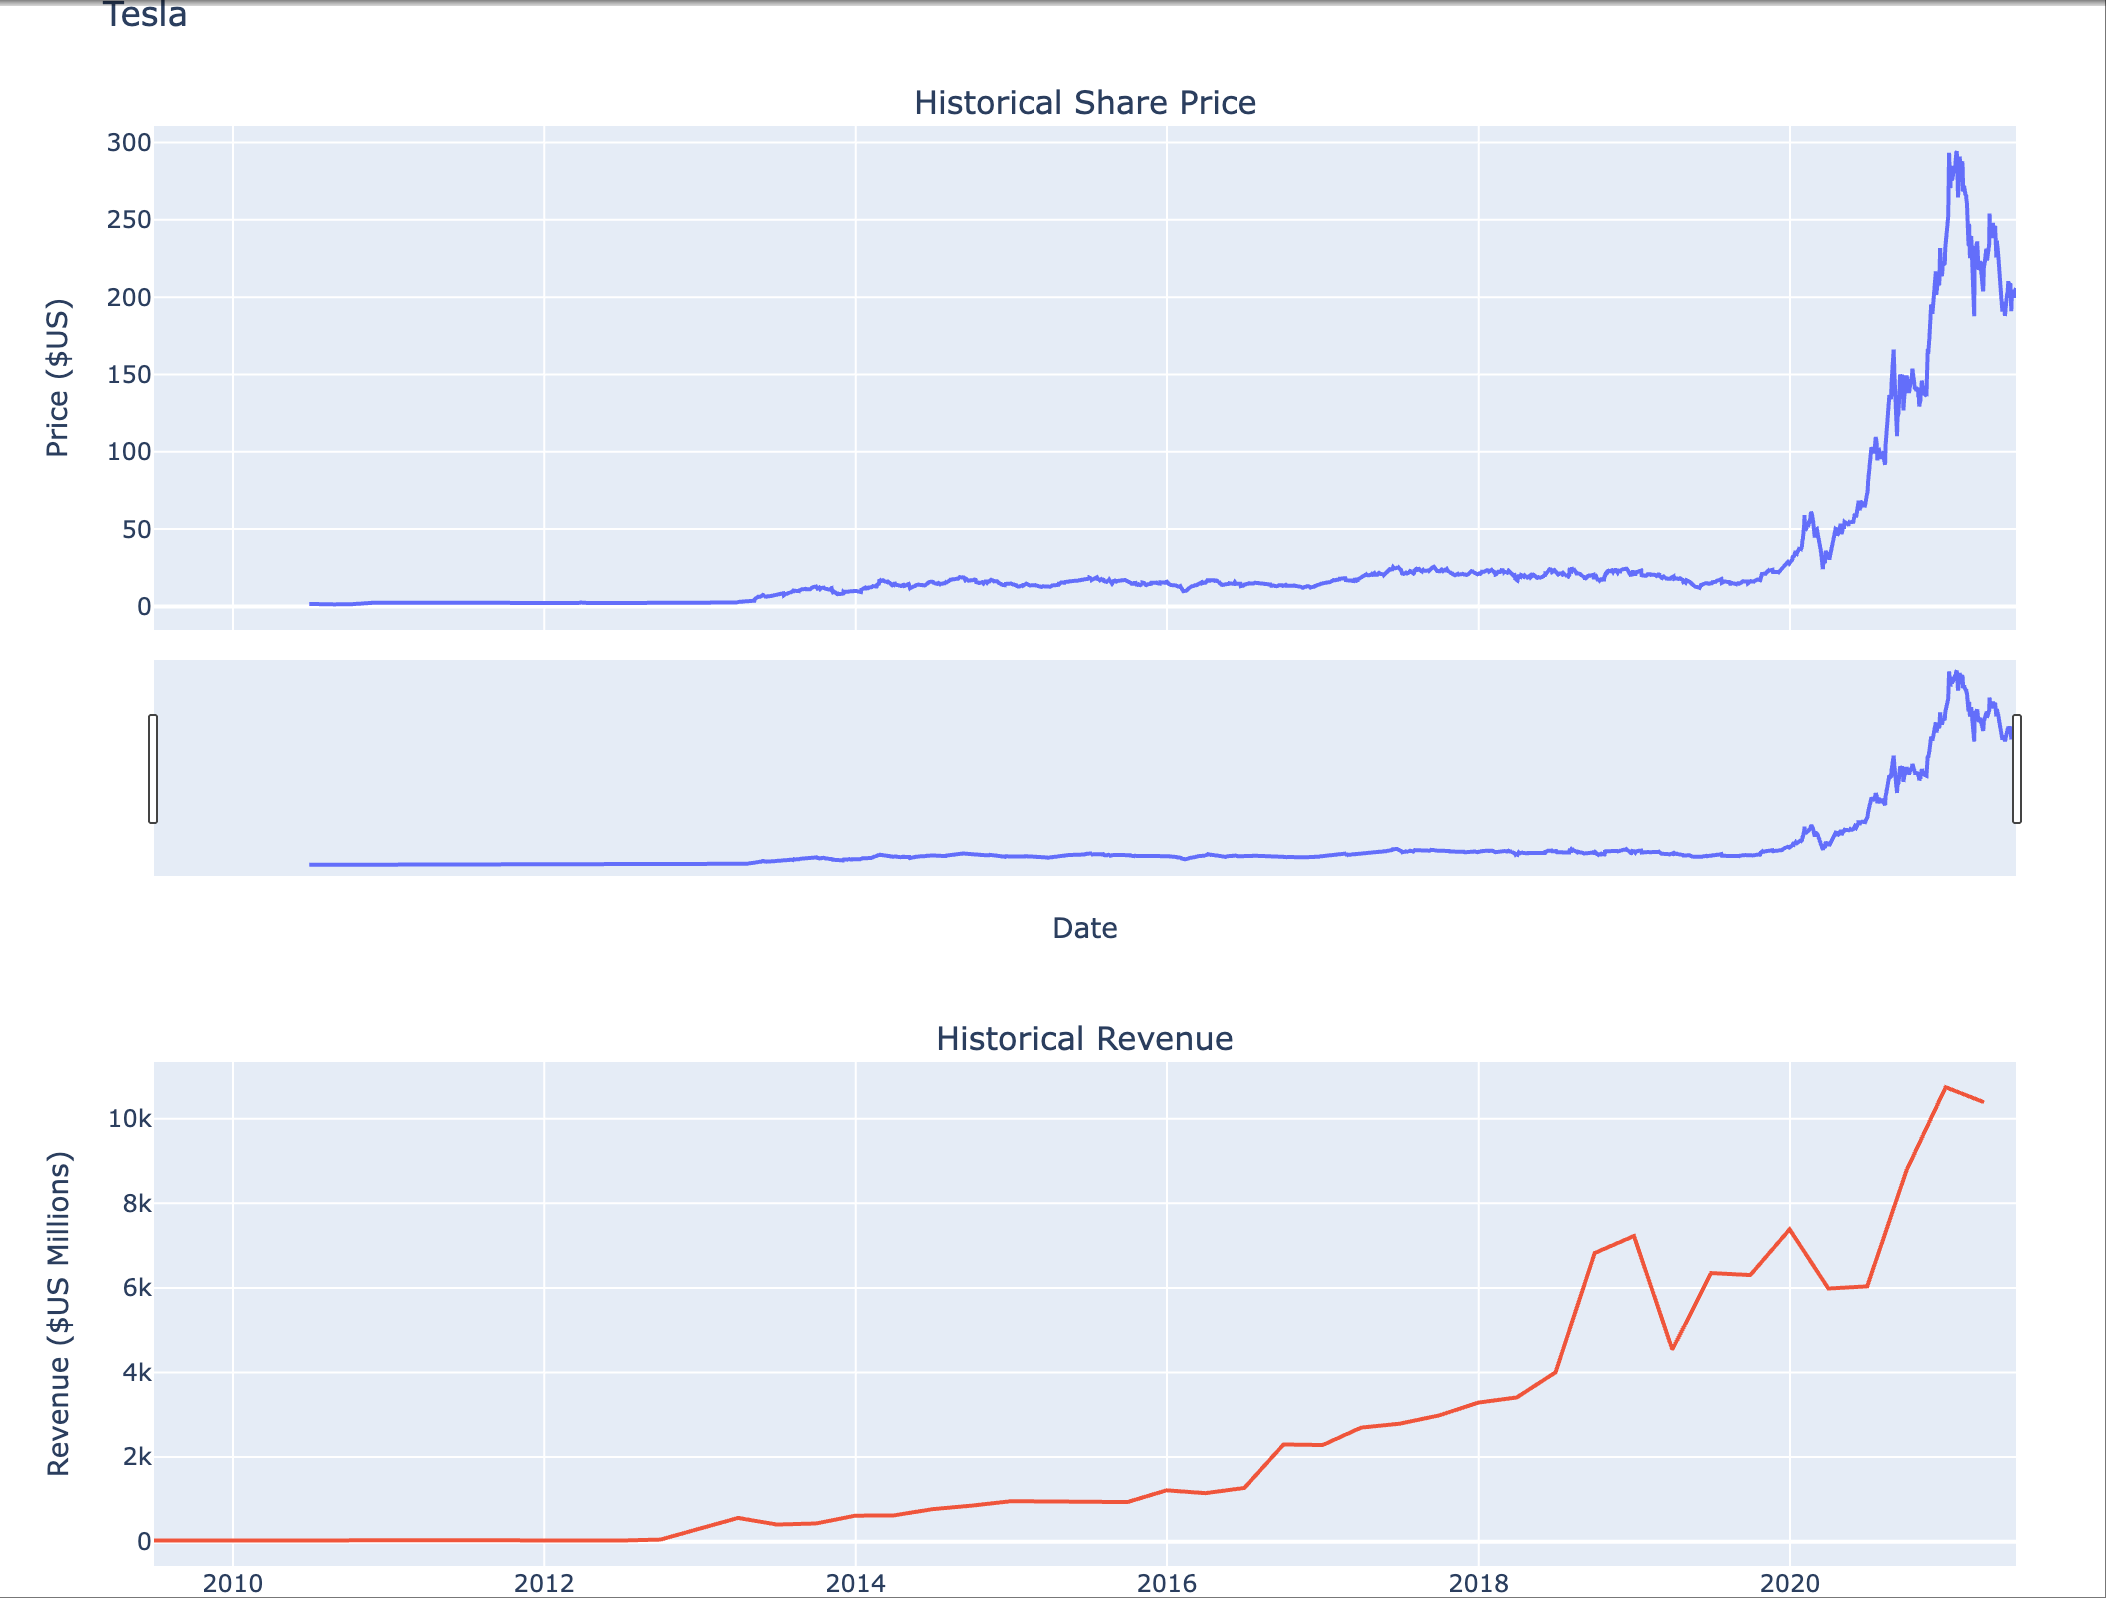 Tesla
Historical Share Price
300
250
200
150
100
50
0
Price ($US)
Date
Historical Revenue
10k
8k
6k
4k
2k
0
Revenue ($US Millions)
2010 2012 2014 2016 2018 2020